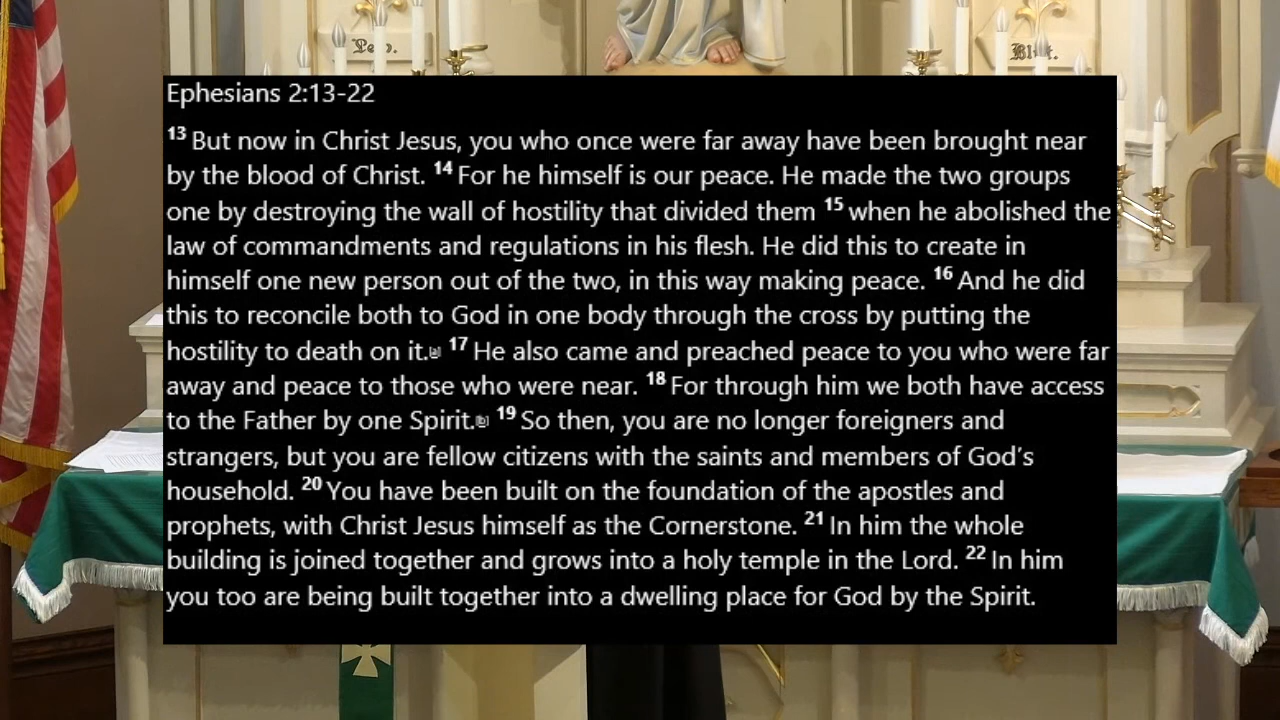 Ephesians 2:13-22
13 But now in Christ Jesus, you who once were far away have been brought near
by the blood of Christ. 14 For he himself is our peace. He made the two groups
one by destroying the wall of hostility that divided them 15 when he abolished the
law of commandments and regulations in his flesh. He did this to create in
himself one new person out of the two, in this way making peace. 16 And he did
this to reconcile both to God in one body through the cross by putting the
hostility to death on it. 17 He also came and preached peace to you who were far
away and peace to those who were near. 18 For through him we both have access
to the Father by one Spirit. 19 So then, you are no longer foreigners and
strangers, but you are fellow citizens with the saints and members of God's
household. 20 You have been built on the foundation of the apostles and
prophets, with Christ Jesus himself as the Cornerstone. 21 In him the whole
building is joined together and grows into a holy temple in the Lord. 22 In him
you too are being built together into a dwelling place for God by the Spirit.